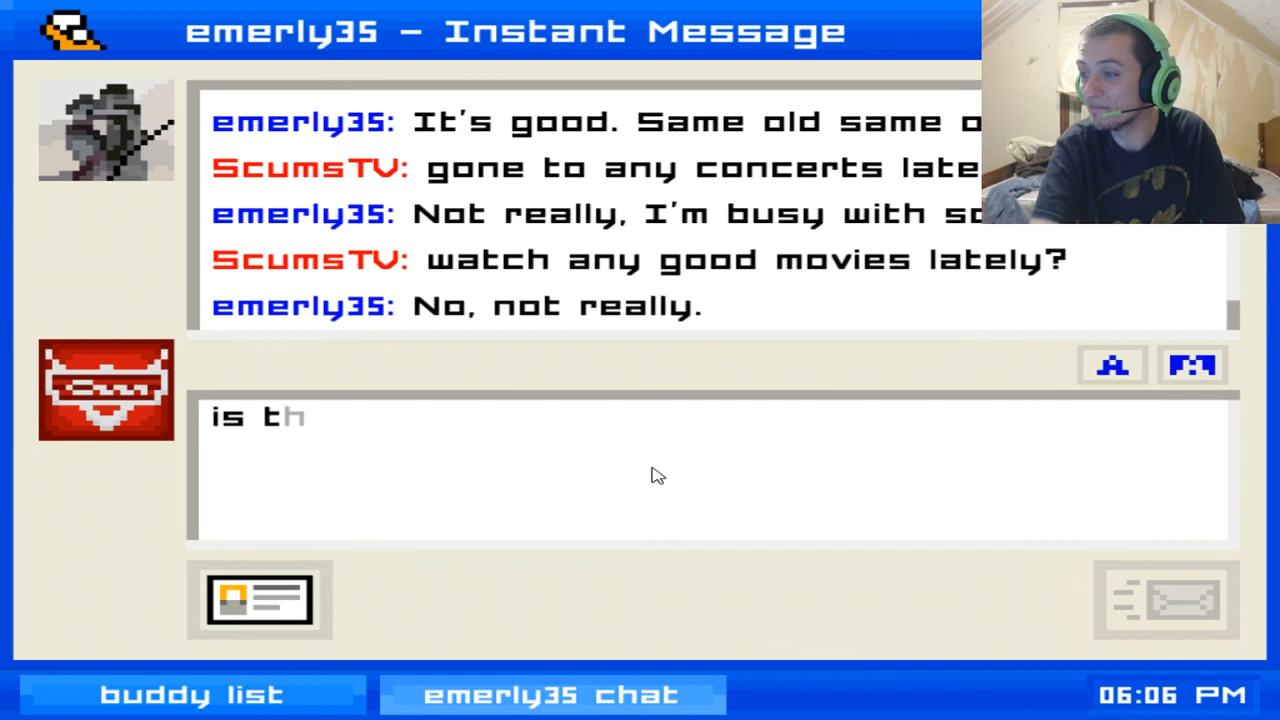 emerly35 - Instant Message
emerly35: It's good. Same old same o
ScumsTV: gone to any concerts late
emerly35: Not really, I'm busy with sc
ScumsTV: watch any good movies lately?
emerly35: No, not really.
A
is th
buddy list
emerly35 chat
06:06 PM